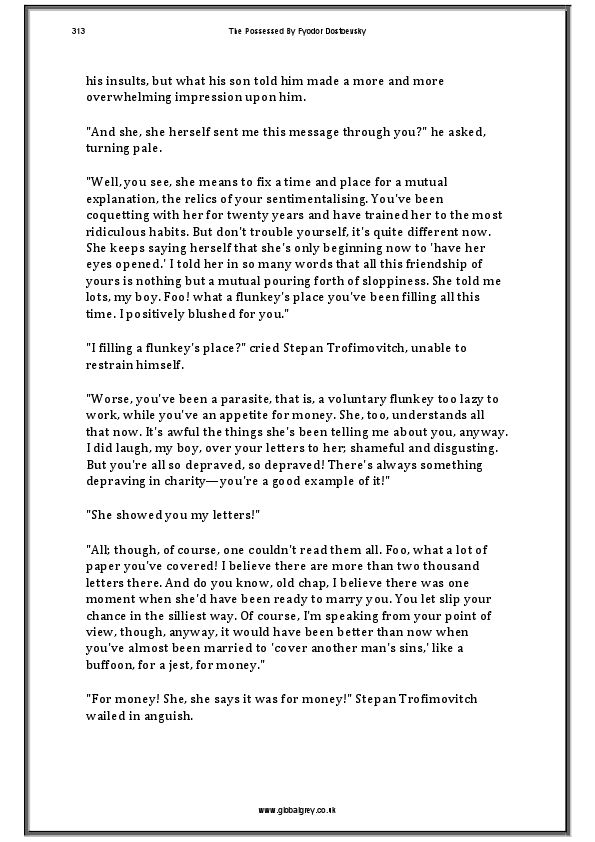 313 The Possessed By Fyodor Dostoevsky
his insults, but what his son told him made a more and more
overwhelming impression upon him.
"And she, she herself sent me this message through you?" he asked,
turning pale.
"Well, you see, she means to fix a time and place for a mutual
explanation, the relics of your sentimentalising. You've been
coquetting with her for twenty years and have trained her to the most
ridiculous habits. But don't trouble yourself, it's quite different now.
She keeps saying herself that she's only beginning now to 'have her
eyes opened.' I told her in so many words that all this friendship of
yours is nothing but a mutual pouring forth of sloppiness. She told me
lots, my boy. Foo! what a flunkey's place you've been filling all this
time. I positively blushed for you."
"I filling a flunkey's place?" cried Stepan Trofimovitch, unable to
restrain himself.
"Worse, you've been a parasite, that is, a voluntary flunkey too lazy to
work, while you've an appetite for money. She, too, understands all
that now. It's awful the things she's been telling me about you, anyway.
I did laugh, my boy, over your letters to her; shameful and disgusting.
But you're all so depraved, so depraved! There's always something
depraving in charity—you're a good example of it!"
"She showed you my letters!"
"All; though, of course, one couldn't read them all. Foo, what a lot of
paper you've covered! I believe there are more than two thousand
letters there. And do you know, old chap, I believe there was one
moment when she'd have been ready to marry you. You let slip your
chance in the silliest way. Of course, I'm speaking from your point of
view, though, anyway, it would have been better than now when
you've almost been married to 'cover another man's sins,' like a
buffoon, for a jest, for money."
"For money! She, she says it was for money!" Stepan Trofimovitch
wailed in anguish.
www.globalgrey.co.uk